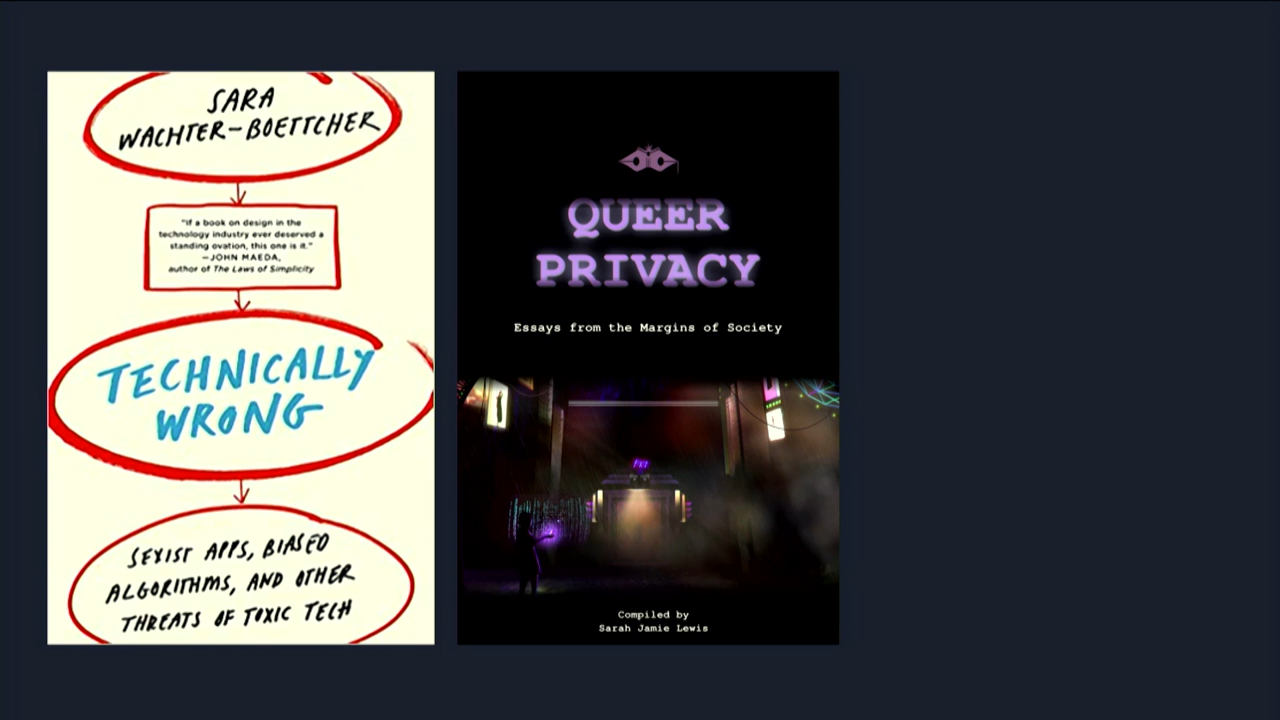 SARA
WACHTER-BOETTCHER
"If a book on design in the
technology industry ever deserved a
standing ovation, this one is it."
—JOHN MAEDA,
author of The Laws of Simplicity
TECHNICALLY
WRONG
SEXIST APPS, BIASED
ALGORITHMS, AND OTHER
THREATS OF TOXIC TECH
QUEER
PRIVACY
Essays from the Margins of Society
Compiled by
Sarah Jamie Lewis